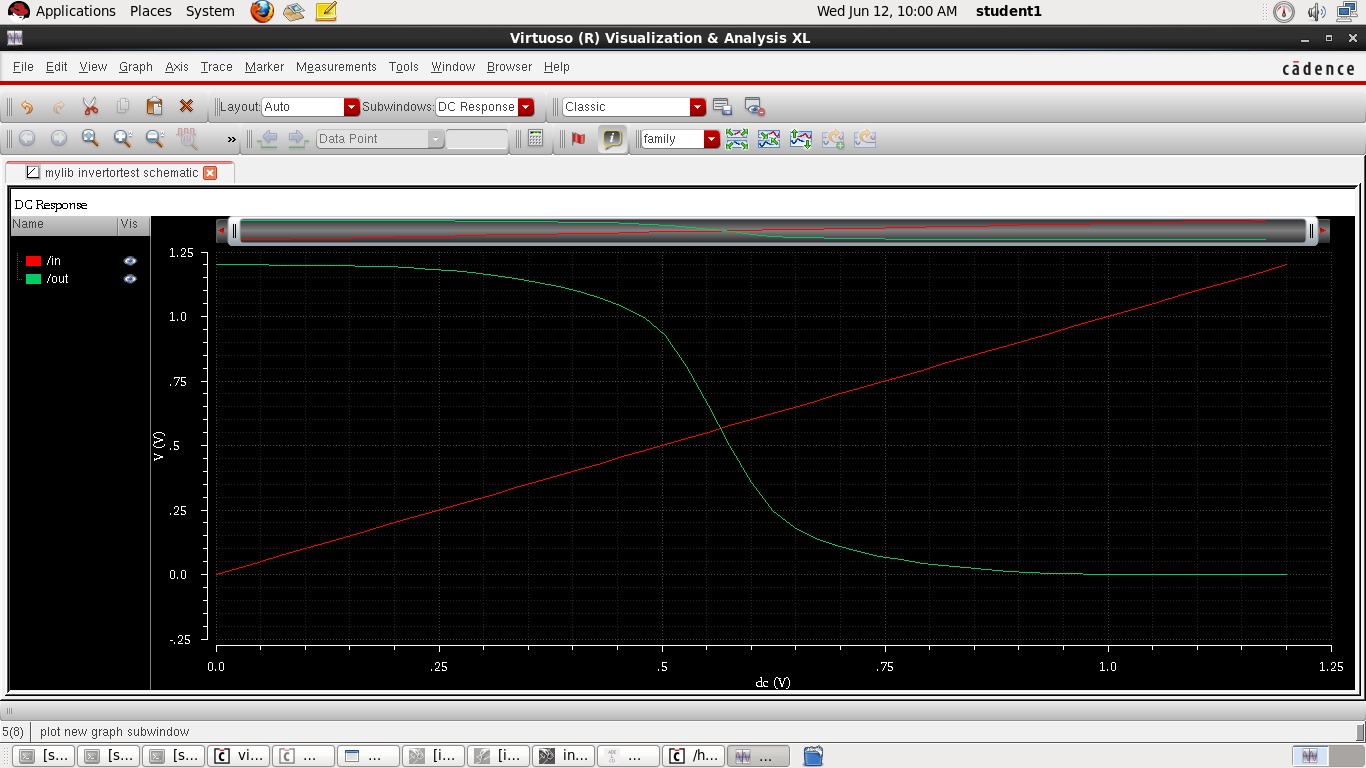 Applications Places System Wed Jun 12, 10:00 AM student1
Virtuoso (R) Visualization & Analysis XL
File Edit View Graph Axis Trace Marker Measurements Tools Window Browser Help cādence
Layout: Auto Subwindows: DC Response Classic
» Data Point family
mylib invertortest schematic
DC Response
Name Vis
/in
/out
1.25
1.0
.75
.5
.25
0.0
-.25
V (V)
0.0 .25 .5 .75 1.0 1.25
dc (V)
5(8) plot new graph subwindow
[s... [s... [s... vi... ... ... [i... [i... in... ... /h... ...